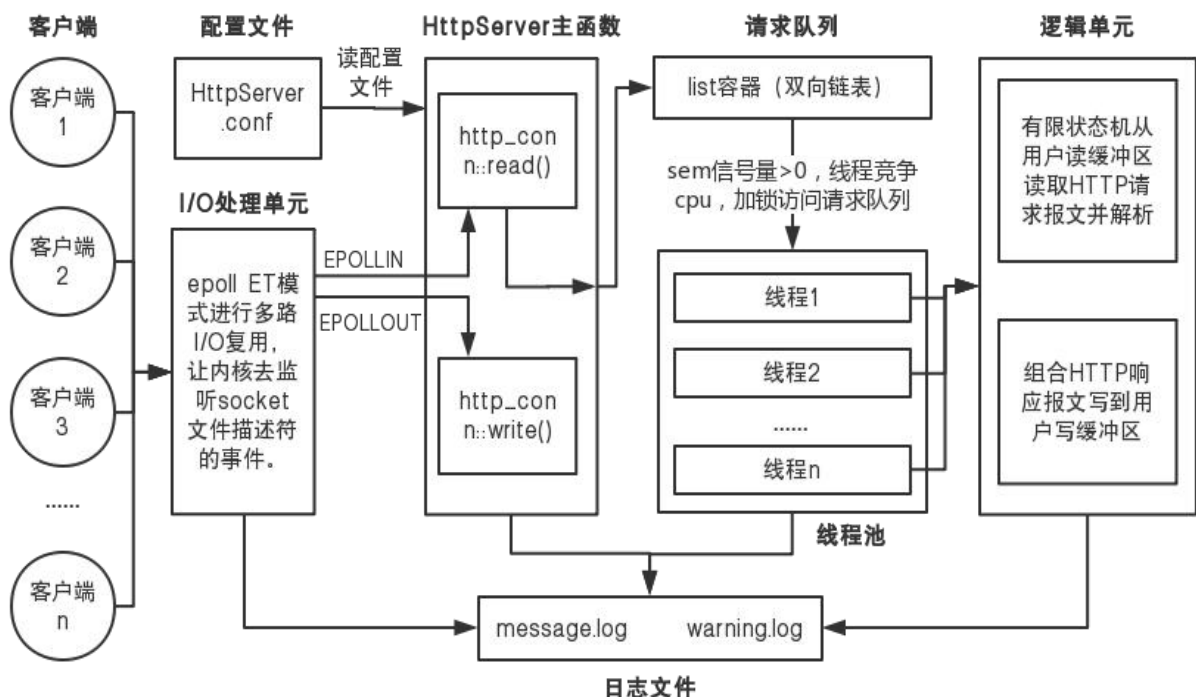 客户端
配置文件
HttpServer主函数
请求队列
逻辑单元
客户端
1
客户端
2
客户端
3
......
客户端
n
HttpServer
.conf
读配置
文件
I/O处理单元
epoll ET模
式进行多路
I/O复用,
让内核去监
听socket
文件描述符
的事件。
EPOLLIN
EPOLLOUT
http_con
n::read()
http_con
n::write()
list容器（双向链表）
sem信号量>0，线程竞争
cpu，加锁访问请求队列
线程1
线程2
......
线程n
线程池
有限状态机从
用户读缓冲区
读取HTTP请
求报文并解析
组合HTTP响
应报文写到用
户写缓冲区
message.log warning.log
日志文件